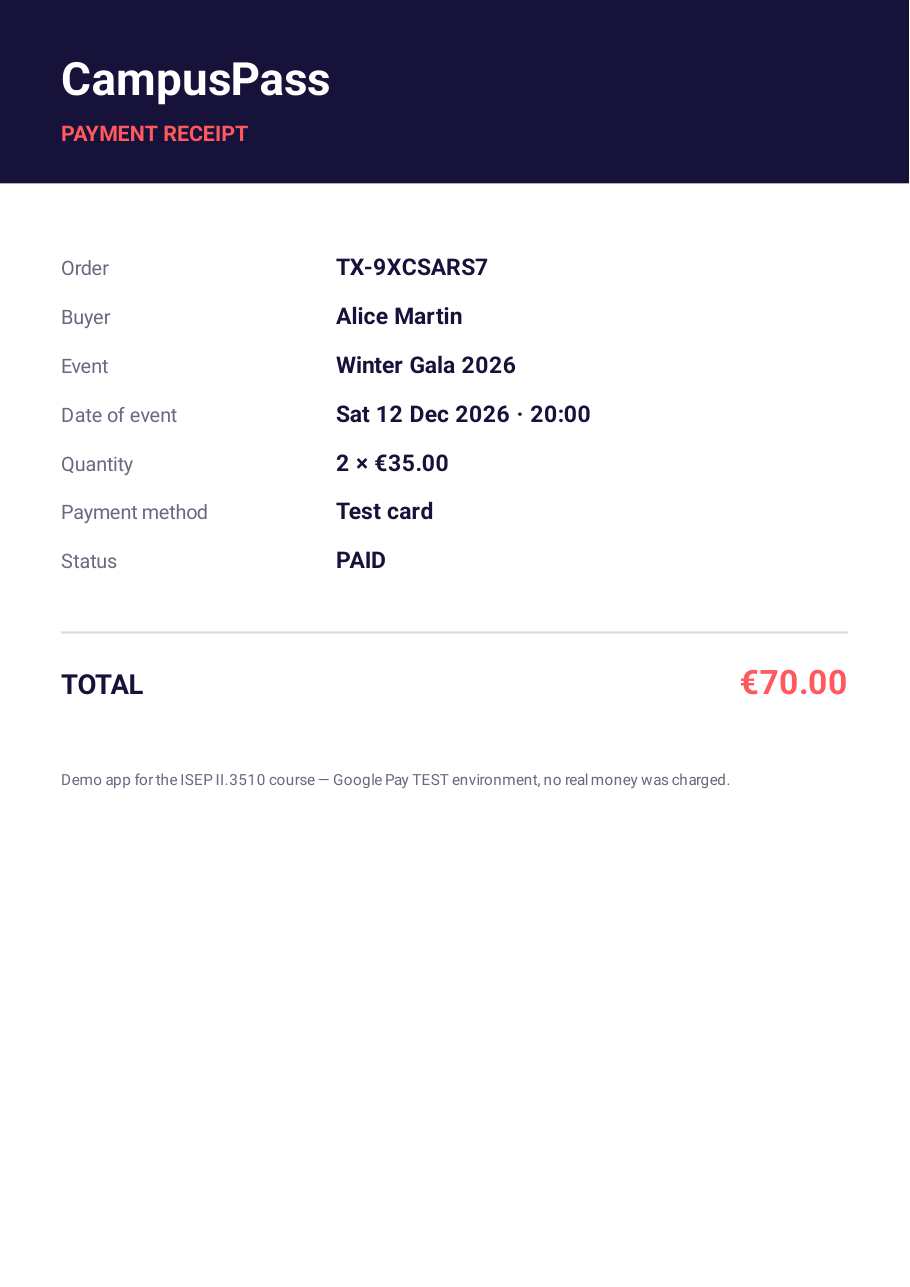 CampusPass
PAYMENT RECEIPT
Order TX-9XCSARS7
Buyer Alice Martin
Event Winter Gala 2026
Date of event Sat 12 Dec 2026 · 20:00
Quantity 2 × €35.00
Payment method Test card
Status PAID
TOTAL €70.00
Demo app for the ISEP II.3510 course — Google Pay TEST environment, no real money was charged.